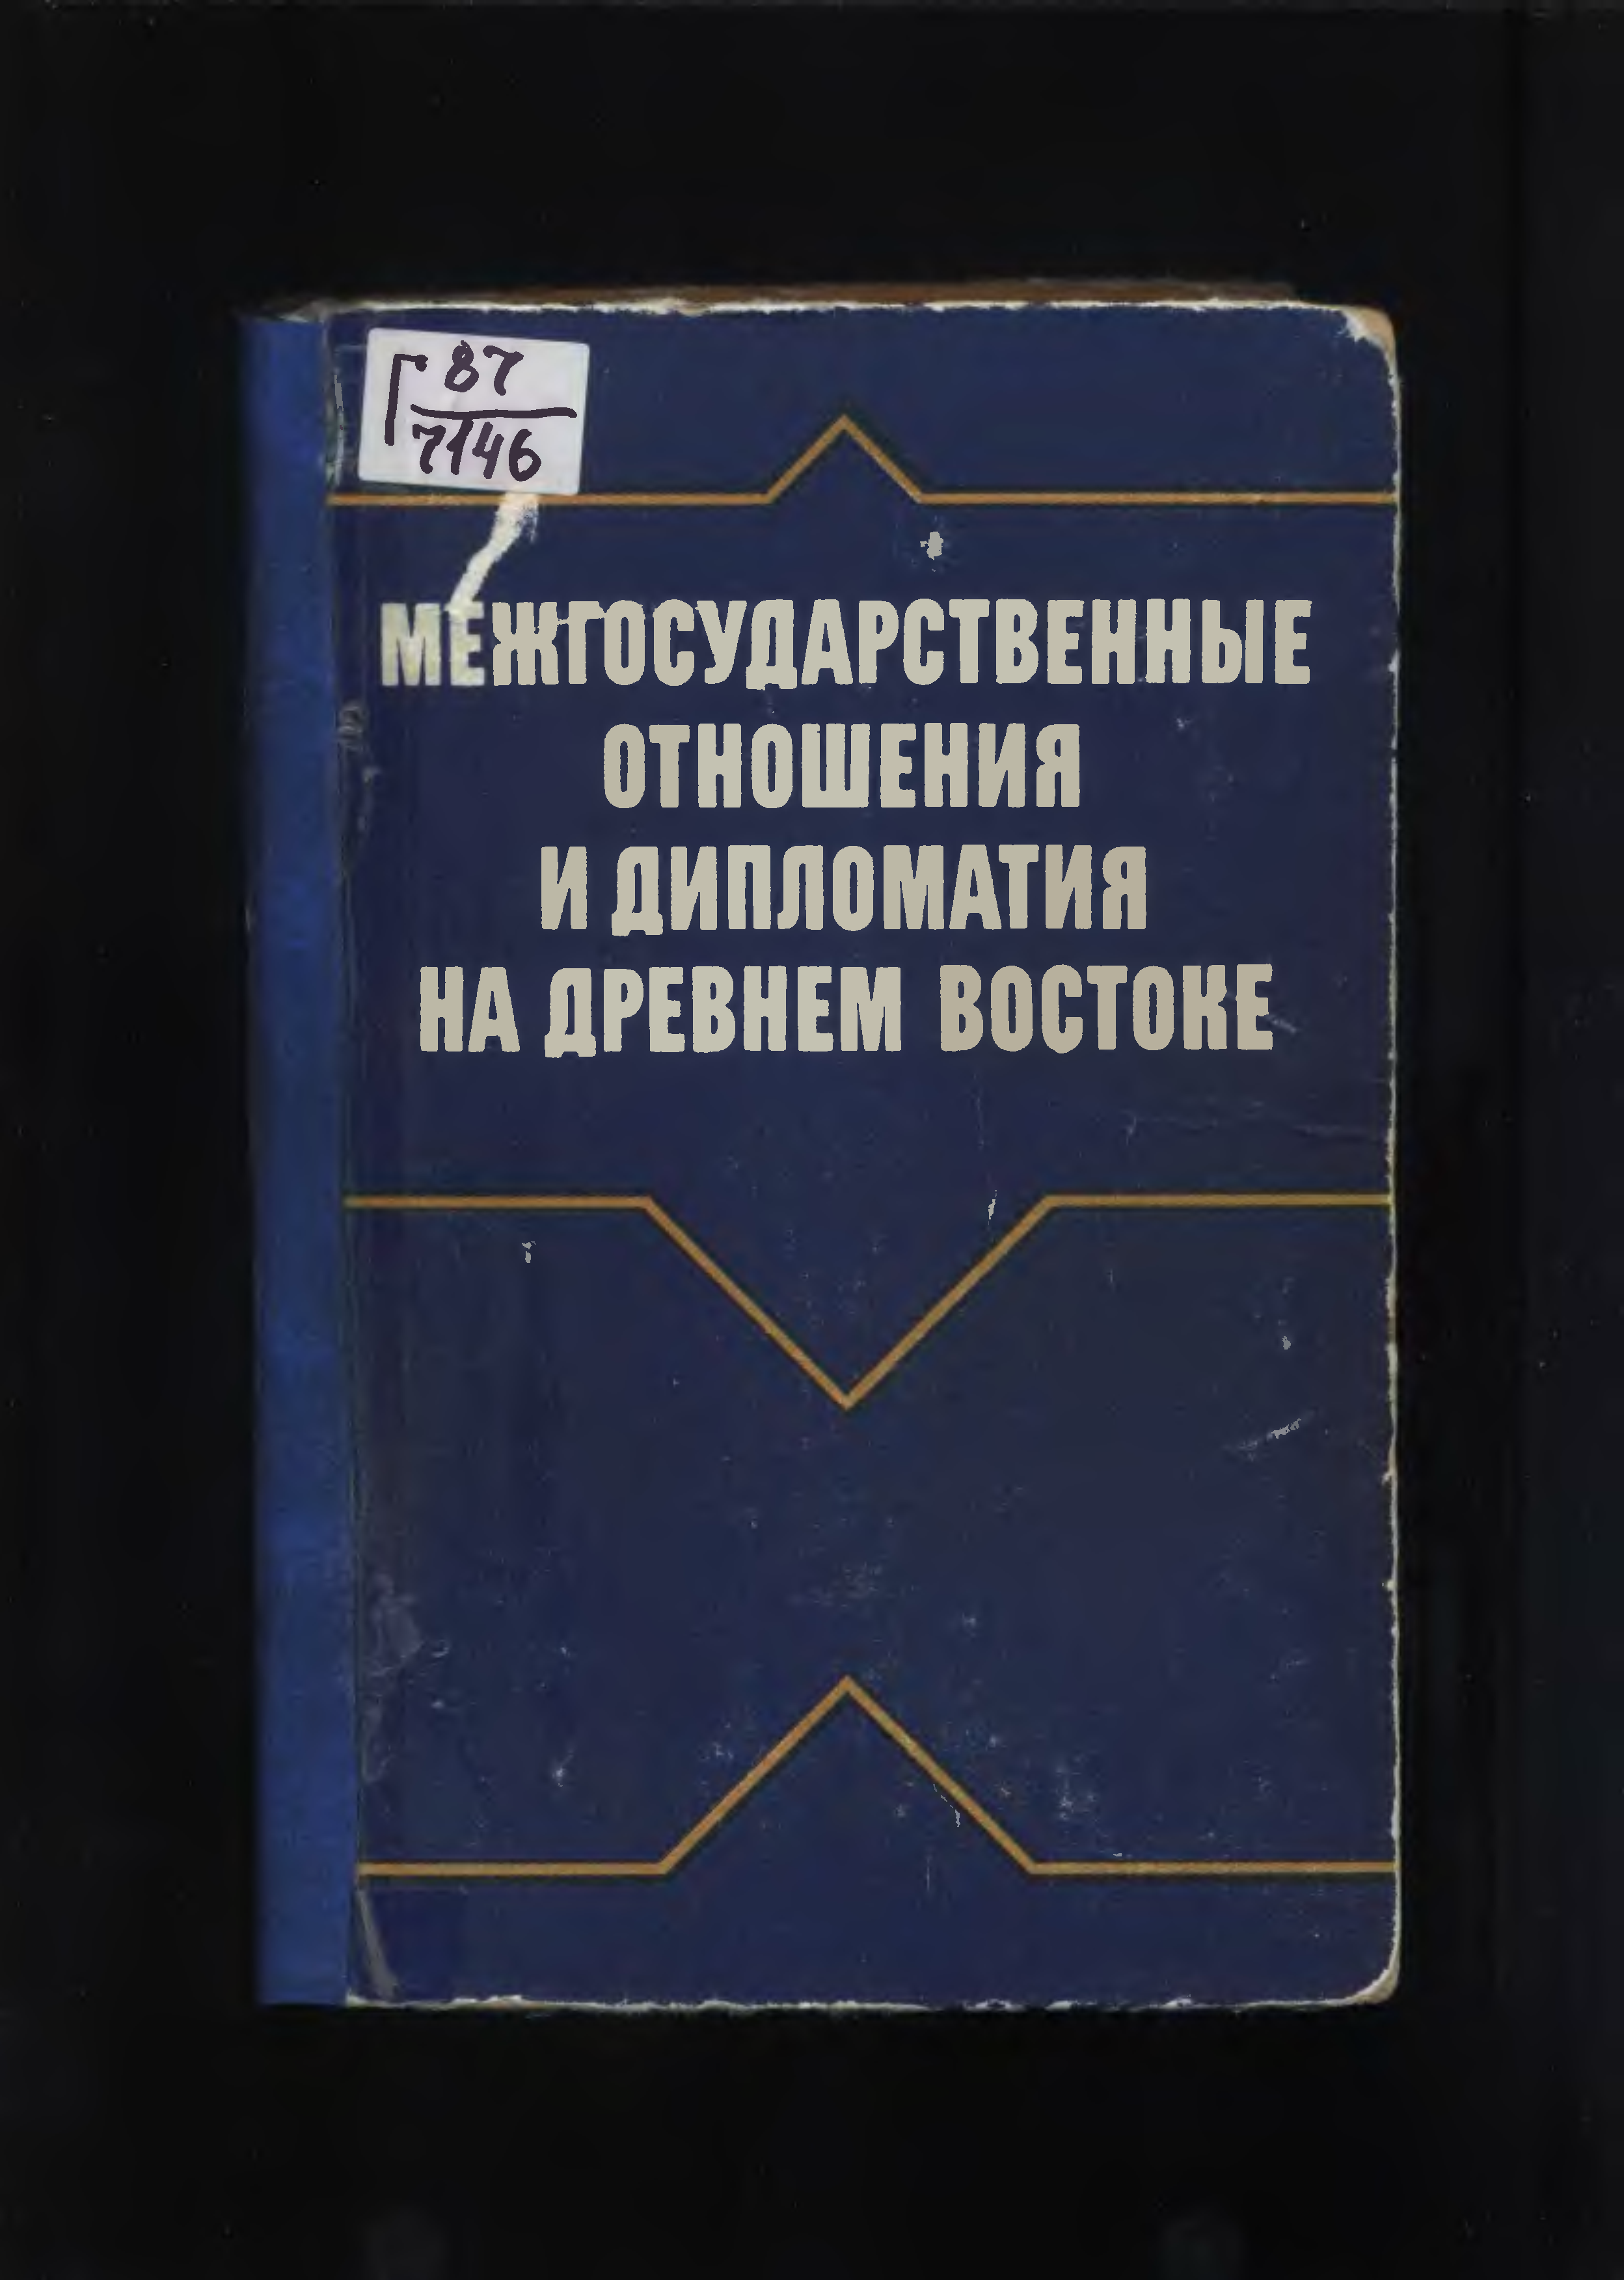 Г 87
7146
МЕЖГОСУДАРСТВЕННЫЕ
ОТНОШЕНИЯ
И ДИПЛОМАТИЯ
НА ДРЕВНЕМ ВОСТОКЕ